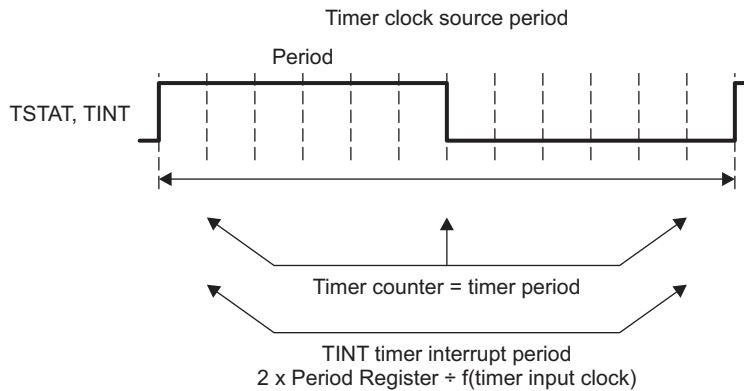 Timer clock source period
Period
TSTAT, TINT
Timer counter = timer period
TINT timer interrupt period
2 x Period Register ÷ f(timer input clock)